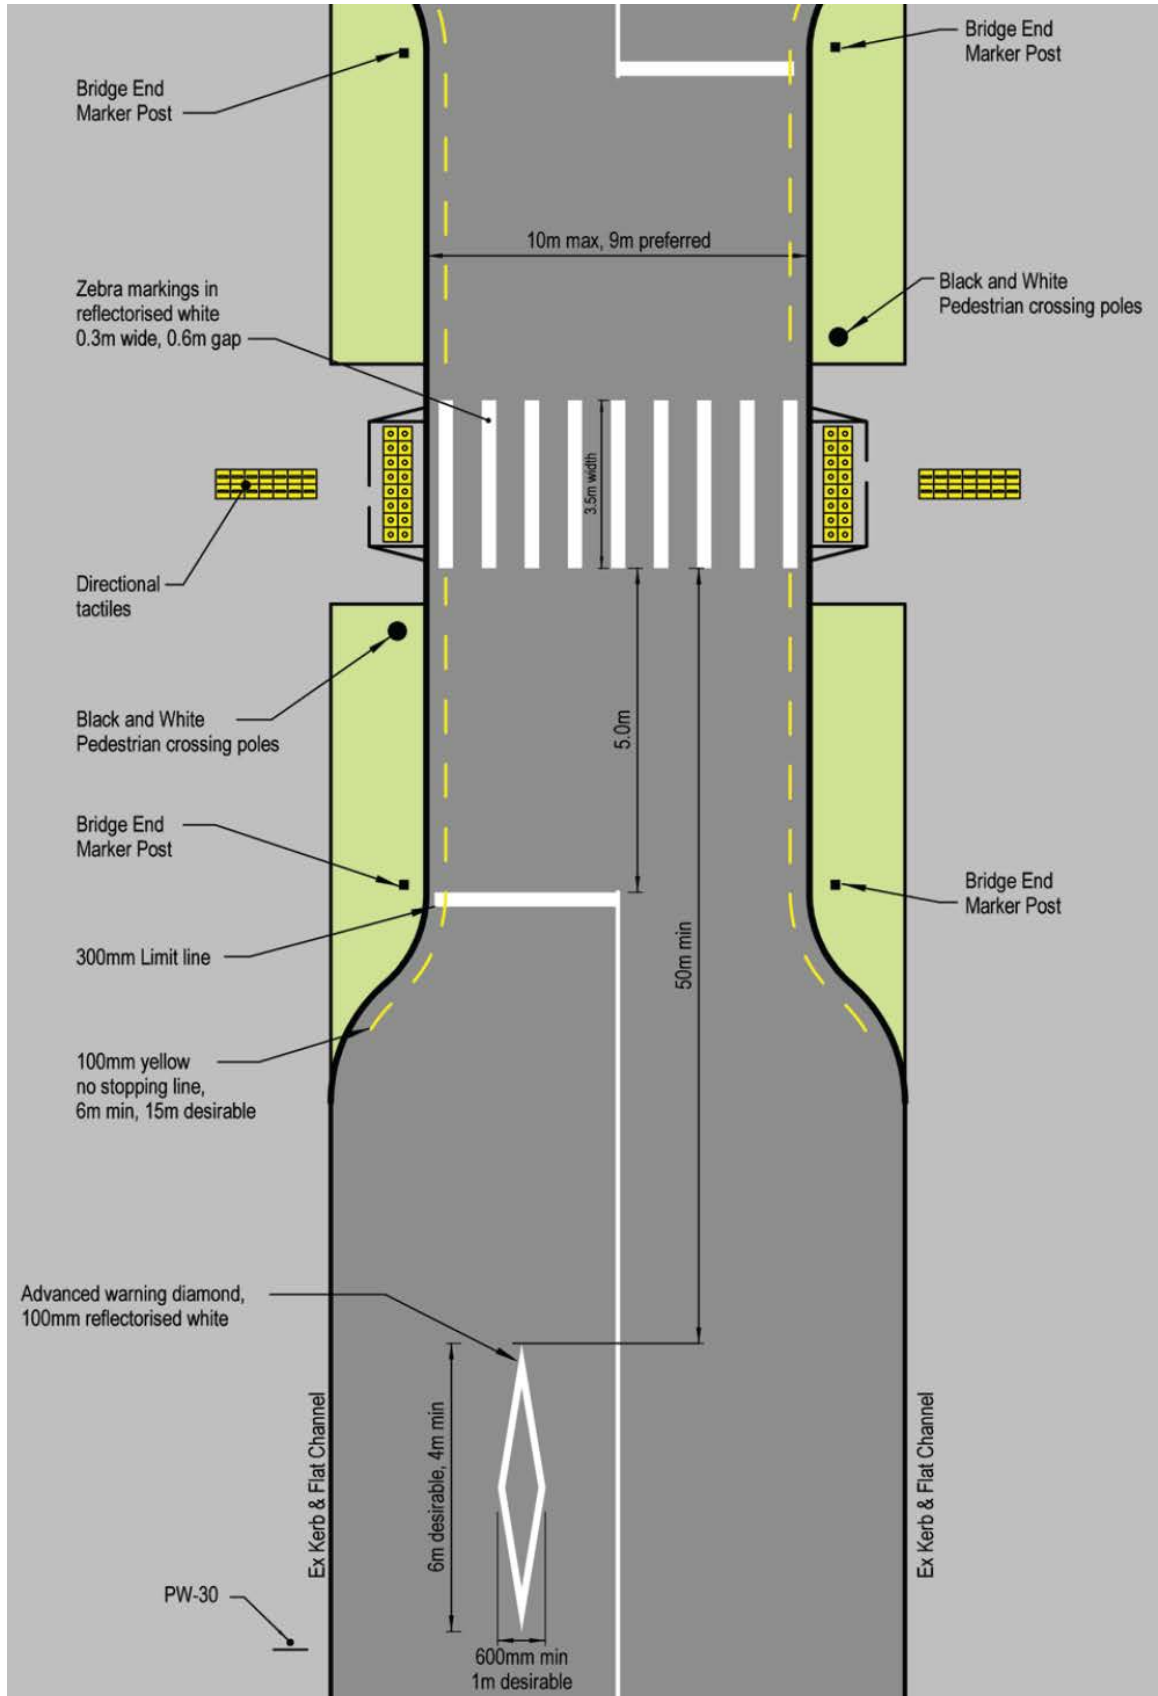 Bridge End
Marker Post
Bridge End
Marker Post
10m max, 9m preferred
Zebra markings in
reflectorised white
0.3m wide, 0.6m gap
Black and White
Pedestrian crossing poles
3.5m width
Directional
tactiles
Black and White
Pedestrian crossing poles
5.0m
Bridge End
Marker Post
Bridge End
Marker Post
300mm Limit line
50m min
100mm yellow
no stopping line,
6m min, 15m desirable
Advanced warning diamond,
100mm reflectorised white
Ex Kerb & Flat Channel
6m desirable, 4m min
Ex Kerb & Flat Channel
PW-30
600mm min
1m desirable